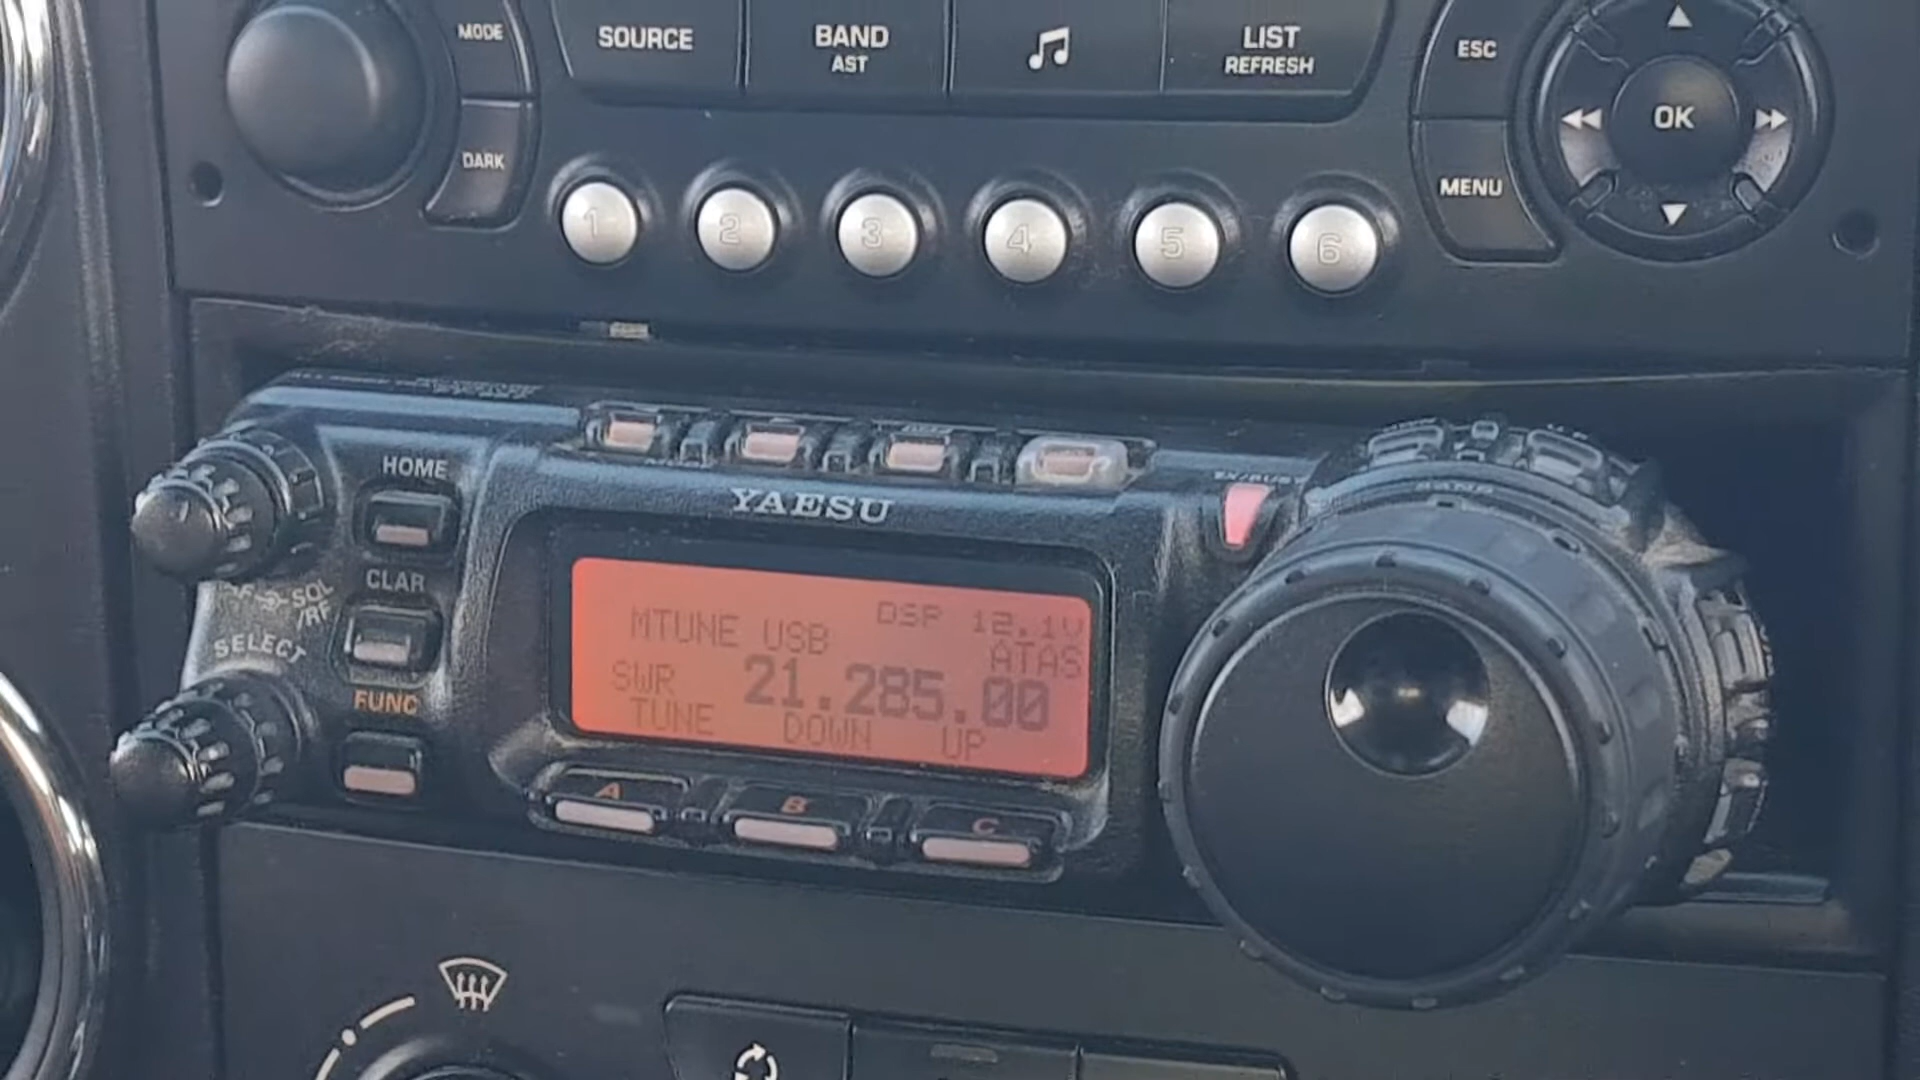 MODE
SOURCE
BAND
AST
LIST
REFRESH
ESC
OK
DARK
MENU
1 2 3 4 5 6
HOME
YAESU
CLAR
SQL
/RF
SELECT
FUNC
DSP 12.1V
MTUNE USB
ATAS
SWR 21.285.00
TUNE DOWN UP
A B C